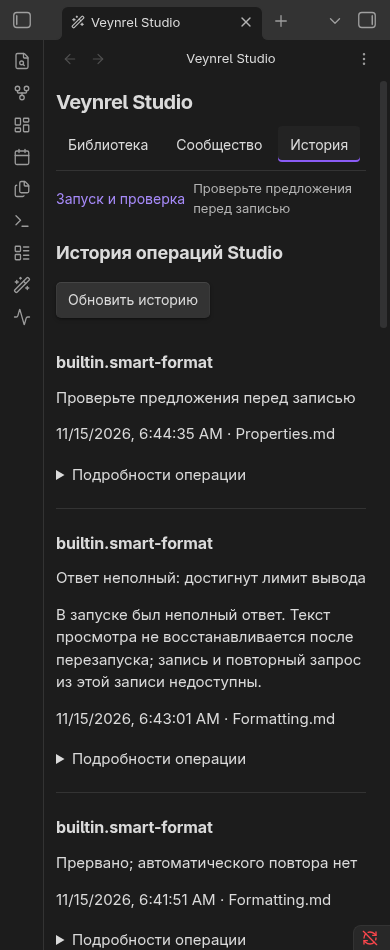 Veynrel Studio
Veynrel Studio
Veynrel Studio
Библиотека
Сообщество
История
Запуск и проверка
Проверьте предложения
перед записью
История операций Studio
Обновить историю
builtin.smart-format
Проверьте предложения перед записью
11/15/2026, 6:44:35 AM · Properties.md
Подробности операции
builtin.smart-format
Ответ неполный: достигнут лимит вывода
В запуске был неполный ответ. Текст
просмотра не восстанавливается после
перезапуска; запись и повторный запрос
из этой записи недоступны.
11/15/2026, 6:43:01 AM · Formatting.md
Подробности операции
builtin.smart-format
Прервано; автоматического повтора нет
11/15/2026, 6:41:51 AM · Formatting.md
Подробности операции